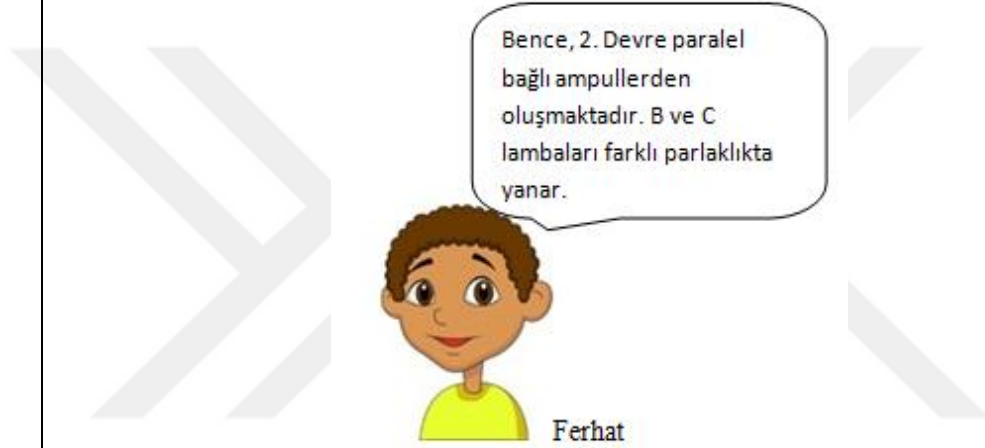 Bence, 2. Devre paralel
bağlı ampullerden
oluşmaktadır. B ve C
lambaları farklı parlaklıkta
yanar.
Ferhat